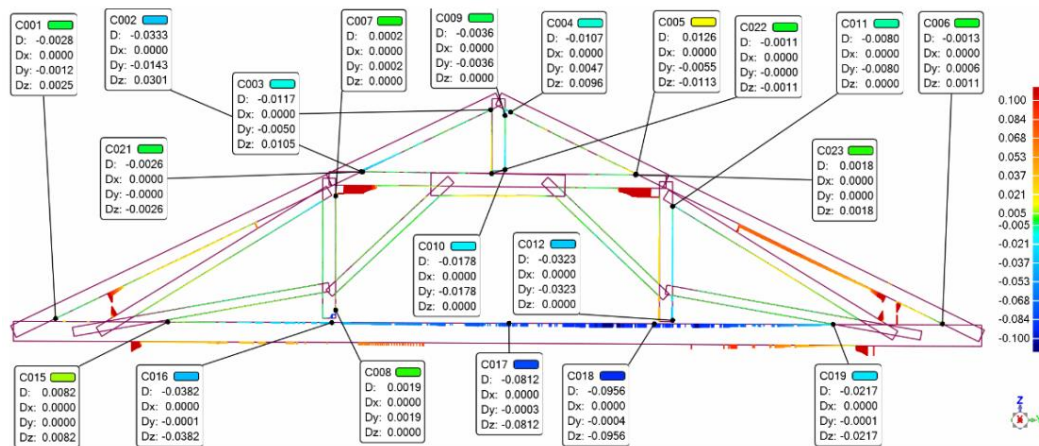 C001
D: -0.0028
Dx: 0.0000
Dy: -0.0012
Dz: 0.0025
C002
D: -0.0333
Dx: 0.0000
Dy: -0.0143
Dz: 0.0301
C007
D: 0.0002
Dx: 0.0000
Dy: 0.0002
Dz: 0.0000
C009
D: -0.0036
Dx: 0.0000
Dy: -0.0036
Dz: 0.0000
C004
D: -0.0107
Dx: 0.0000
Dy: 0.0047
Dz: 0.0096
C005
D: 0.0126
Dx: 0.0000
Dy: -0.0055
Dz: -0.0113
C022
D: -0.0011
Dx: 0.0000
Dy: -0.0000
Dz: -0.0011
C011
D: -0.0080
Dx: 0.0000
Dy: -0.0080
Dz: 0.0000
C006
D: -0.0013
Dx: 0.0000
Dy: 0.0006
Dz: 0.0011
C003
D: -0.0117
Dx: 0.0000
Dy: -0.0050
Dz: 0.0105
C021
D: -0.0026
Dx: 0.0000
Dy: -0.0000
Dz: -0.0026
C023
D: 0.0018
Dx: 0.0000
Dy: 0.0000
Dz: 0.0018
C010
D: -0.0178
Dx: 0.0000
Dy: -0.0178
Dz: 0.0000
C012
D: -0.0323
Dx: 0.0000
Dy: -0.0323
Dz: 0.0000
C015
D: 0.0082
Dx: 0.0000
Dy: 0.0000
Dz: 0.0082
C016
D: -0.0382
Dx: 0.0000
Dy: -0.0001
Dz: -0.0382
C008
D: 0.0019
Dx: 0.0000
Dy: 0.0019
Dz: 0.0000
C017
D: -0.0812
Dx: 0.0000
Dy: -0.0003
Dz: -0.0812
C018
D: -0.0956
Dx: 0.0000
Dy: -0.0004
Dz: -0.0956
C019
D: -0.0217
Dx: 0.0000
Dy: -0.0001
Dz: -0.0217
0.100
0.084
0.068
0.053
0.037
0.021
0.005
-0.005
-0.021
-0.037
-0.053
-0.068
-0.084
-0.100
Z
X
Y